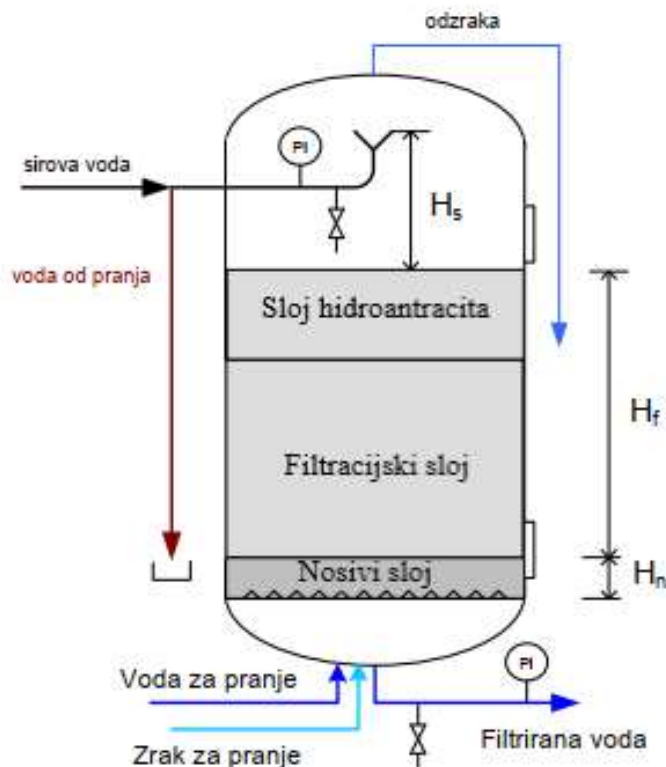 odzraka
PI
sirova voda
Hs
voda od pranja
Sloj hidroantracita
Hf
Filtracijski sloj
Nosivi sloj
Hn
PI
Voda za pranje
Filtrirana voda
Zrak za pranje